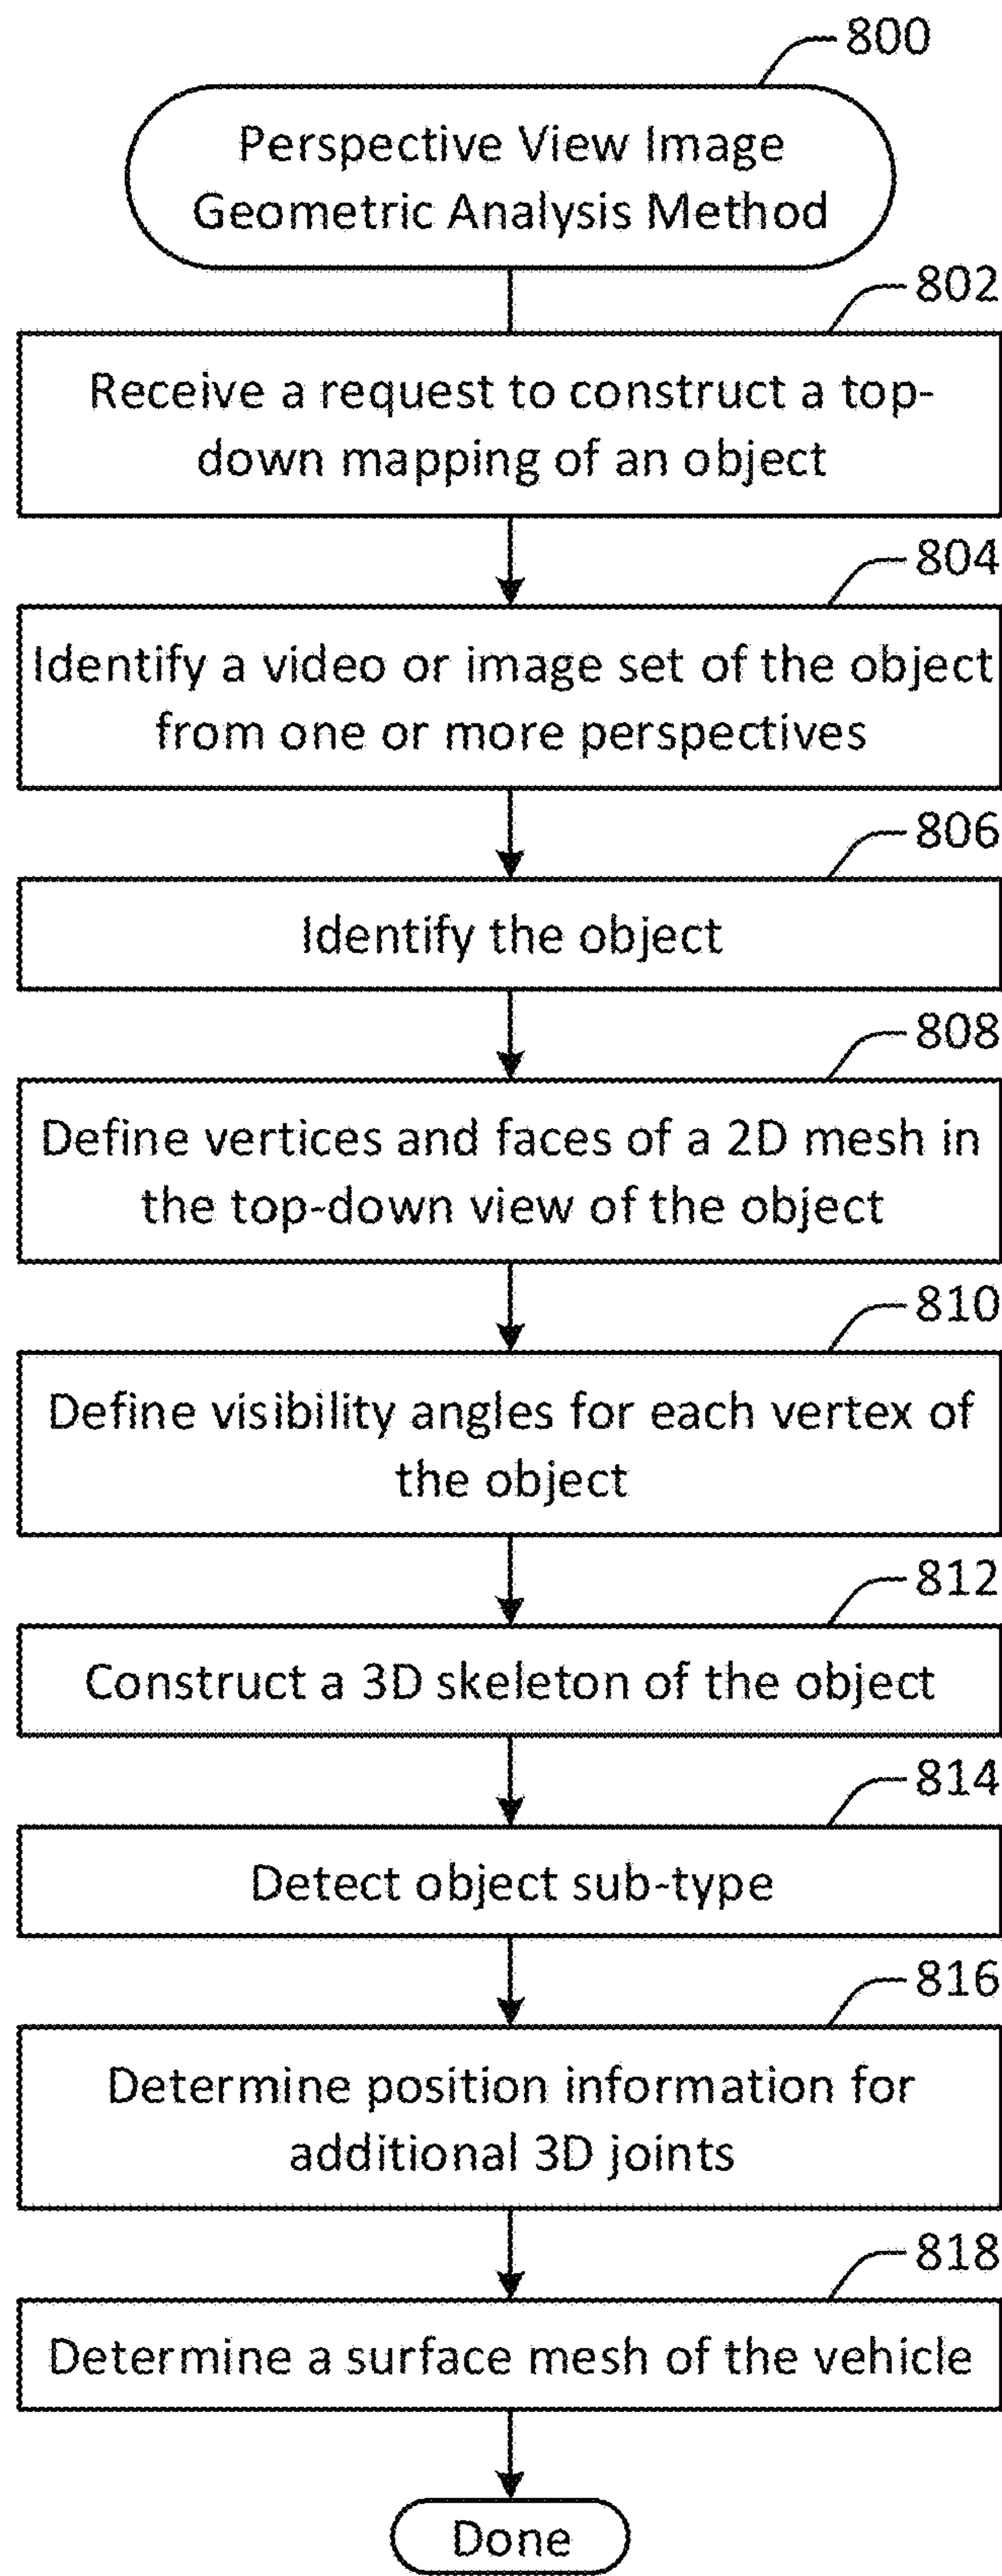 800
Perspective View Image
Geometric Analysis Method
802
Receive a request to construct a top-
down mapping of an object
804
Identify a video or image set of the object
from one or more perspectives
806
Identify the object
808
Define vertices and faces of a 2D mesh in
the top-down view of the object
810
Define visibility angles for each vertex of
the object
812
Construct a 3D skeleton of the object
814
Detect object sub-type
816
Determine position information for
additional 3D joints
818
Determine a surface mesh of the vehicle
Done